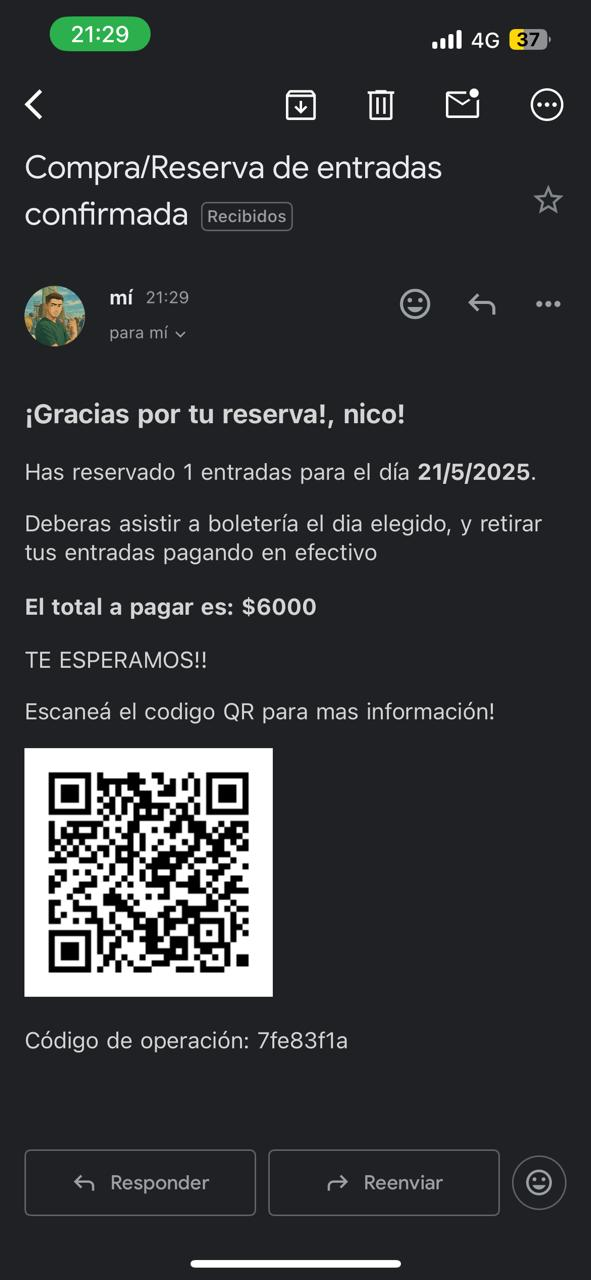 21:29
4G 37
Compra/Reserva de entradas
confirmada Recibidos
mí 21:29
para mí
¡Gracias por tu reserva!, nico!
Has reservado 1 entradas para el día 21/5/2025.
Deberas asistir a boletería el dia elegido, y retirar
tus entradas pagando en efectivo
El total a pagar es: $6000
TE ESPERAMOS!!
Escaneá el codigo QR para mas información!
Código de operación: 7fe83f1a
Responder
Reenviar